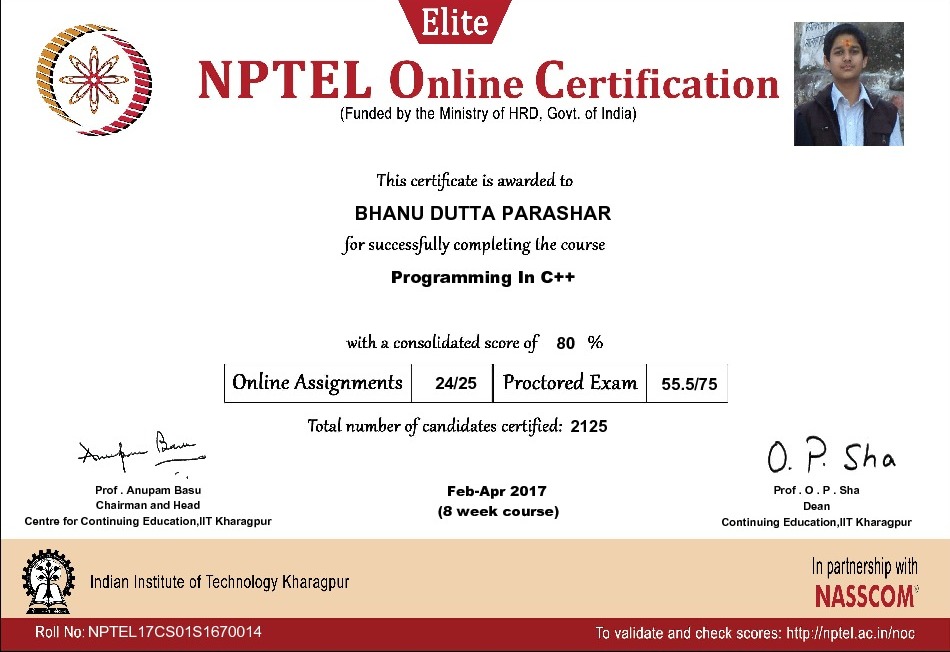 Elite
NPTEL Online Certification
(Funded by the Ministry of HRD, Govt. of India)
This certificate is awarded to
BHANU DUTTA PARASHAR
for successfully completing the course
Programming In C++
with a consolidated score of 80 %
Online Assignments 24/25 Proctored Exam 55.5/75
Total number of candidates certified: 2125
Anupam Basu
O. P. Sha
Prof . Anupam Basu
Chairman and Head
Centre for Continuing Education,IIT Kharagpur
Feb-Apr 2017
(8 week course)
Prof . O . P . Sha
Dean
Continuing Education,IIT Kharagpur
Indian Institute of Technology Kharagpur
In partnership with
NASSCOM®
Roll No: NPTEL17CS01S1670014
To validate and check scores: http://nptel.ac.in/noc